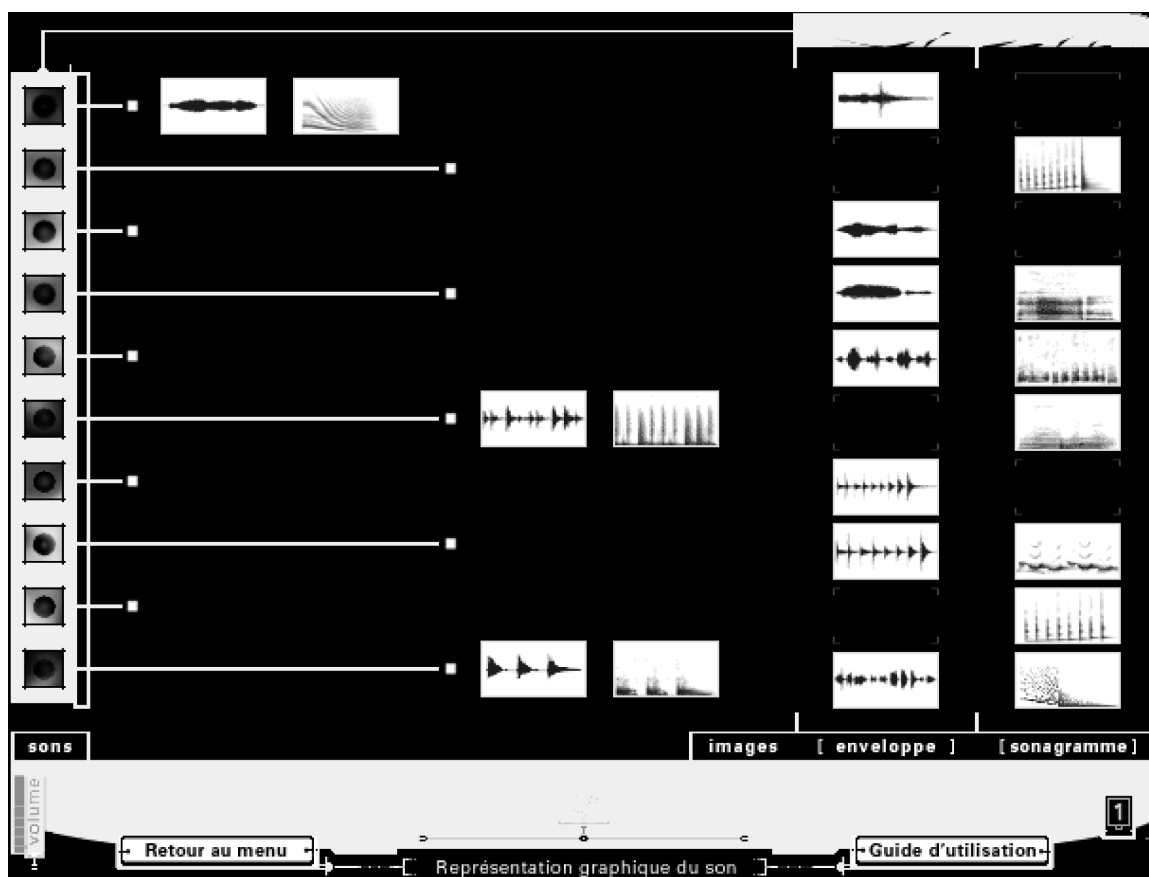 sons
images
[ enveloppe ]
[sonagramme]
volume
1
Retour au menu
Guide d'utilisation
Représentation graphique du son